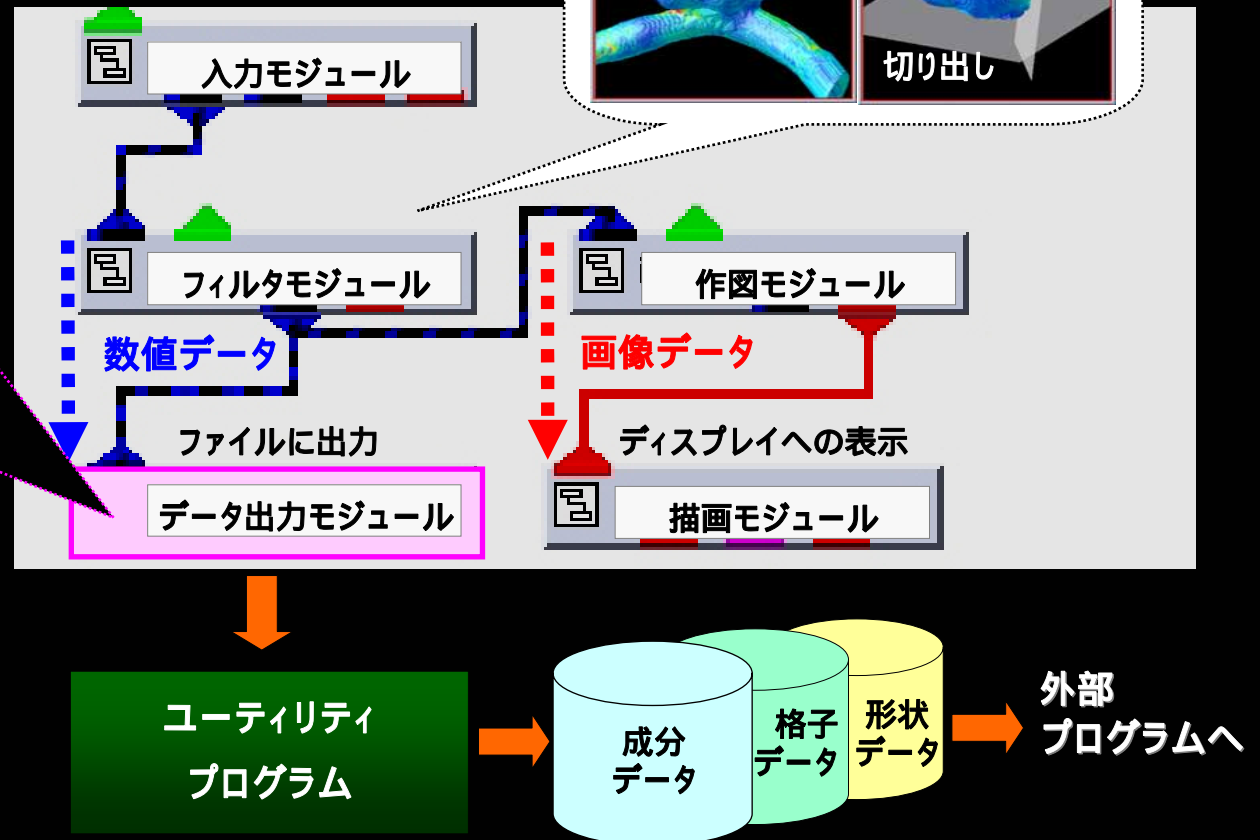 切り出し
入力モジュール
フィルタモジュール
作図モジュール
数値データ
画像データ
ファイルに出力
ディスプレイへの表示
データ出力モジュール
描画モジュール
ユーティリティ
プログラム
成分
データ
格子
データ
形状
データ
外部
プログラムへ